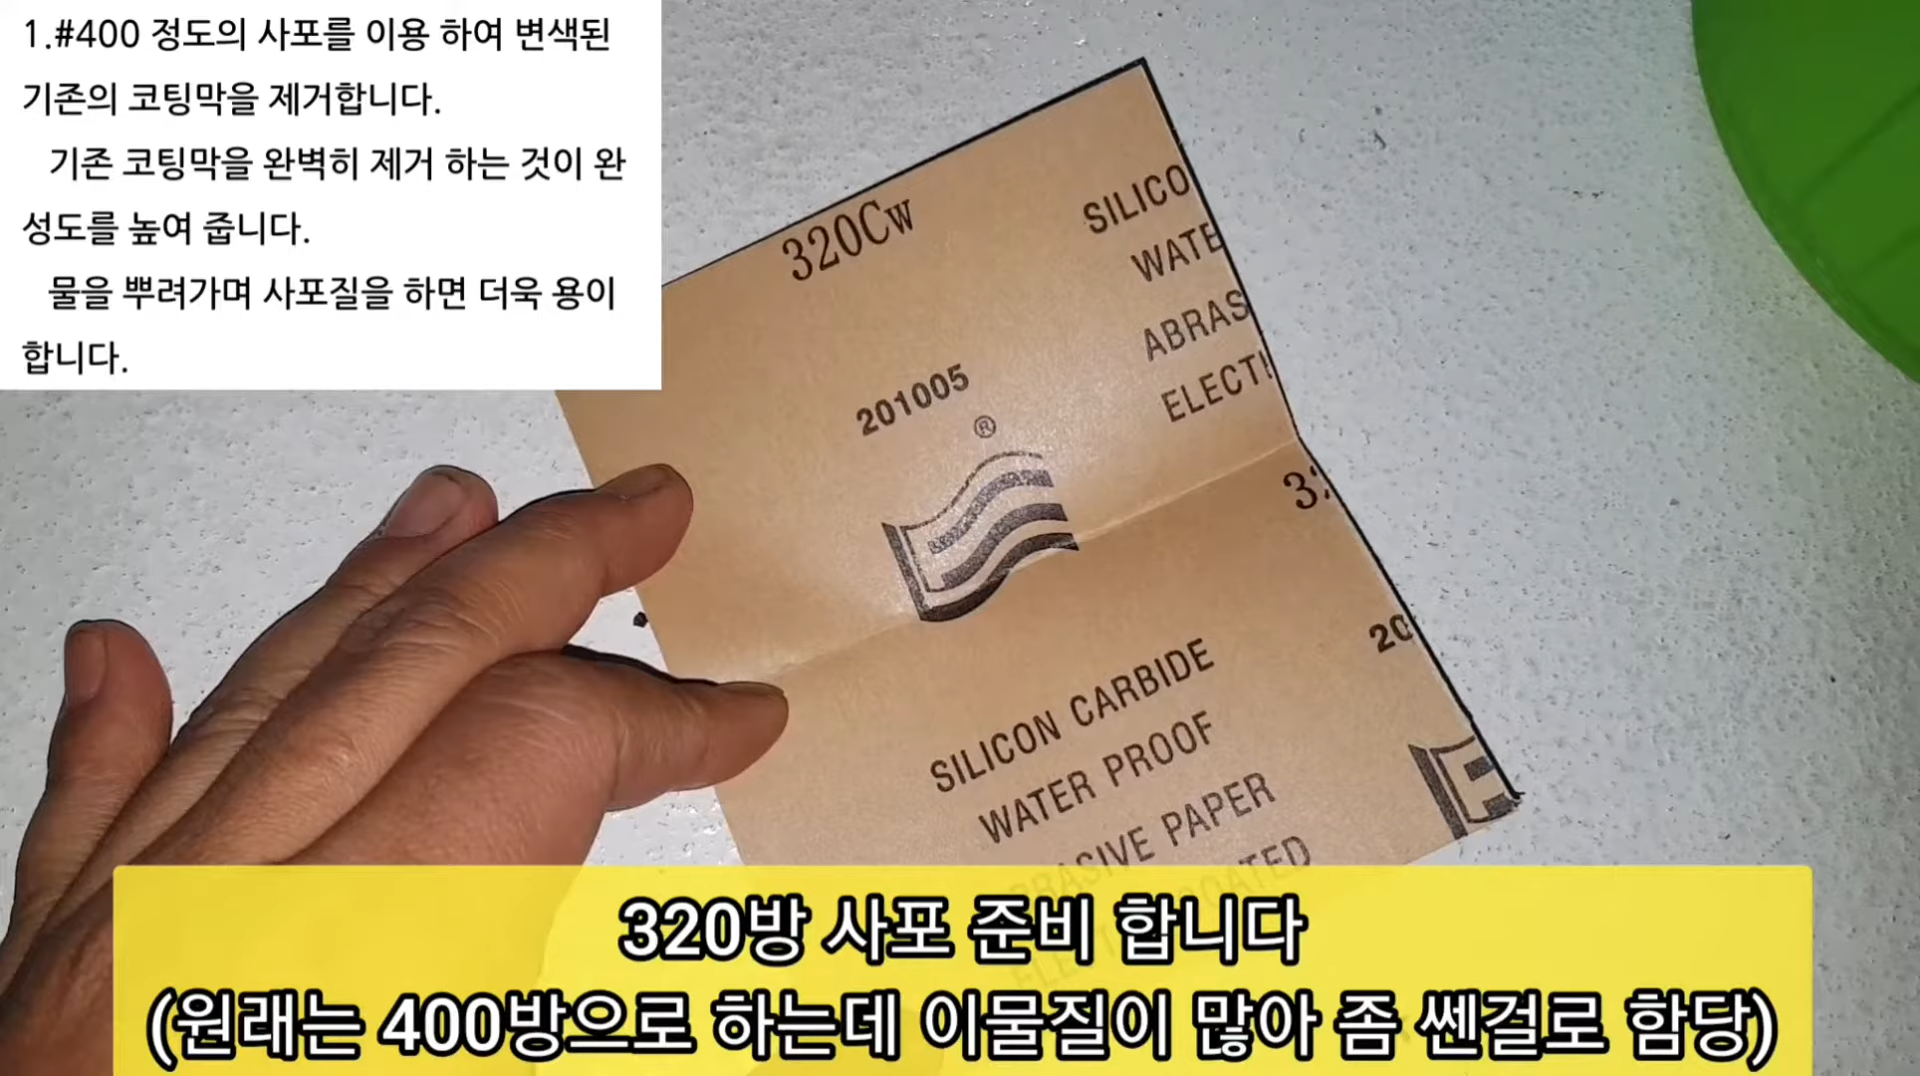 1.#400 정도의 사포를 이용 하여 변색된
기존의 코팅막을 제거합니다.
기존 코팅막을 완벽히 제거 하는 것이 완
성도를 높여 줍니다.
물을 뿌려가며 사포질을 하면 더욱 용이
합니다.
320Cw
SILICO
WATE
ABRAS
ELECT
201005
®
3
20
SILICON CARBIDE
WATER PROOF
RASIVE PAPER
COATED
320방 사포 준비 합니다
(원래는 400방으로 하는데 이물질이 많아 좀 쎈걸로 함당)